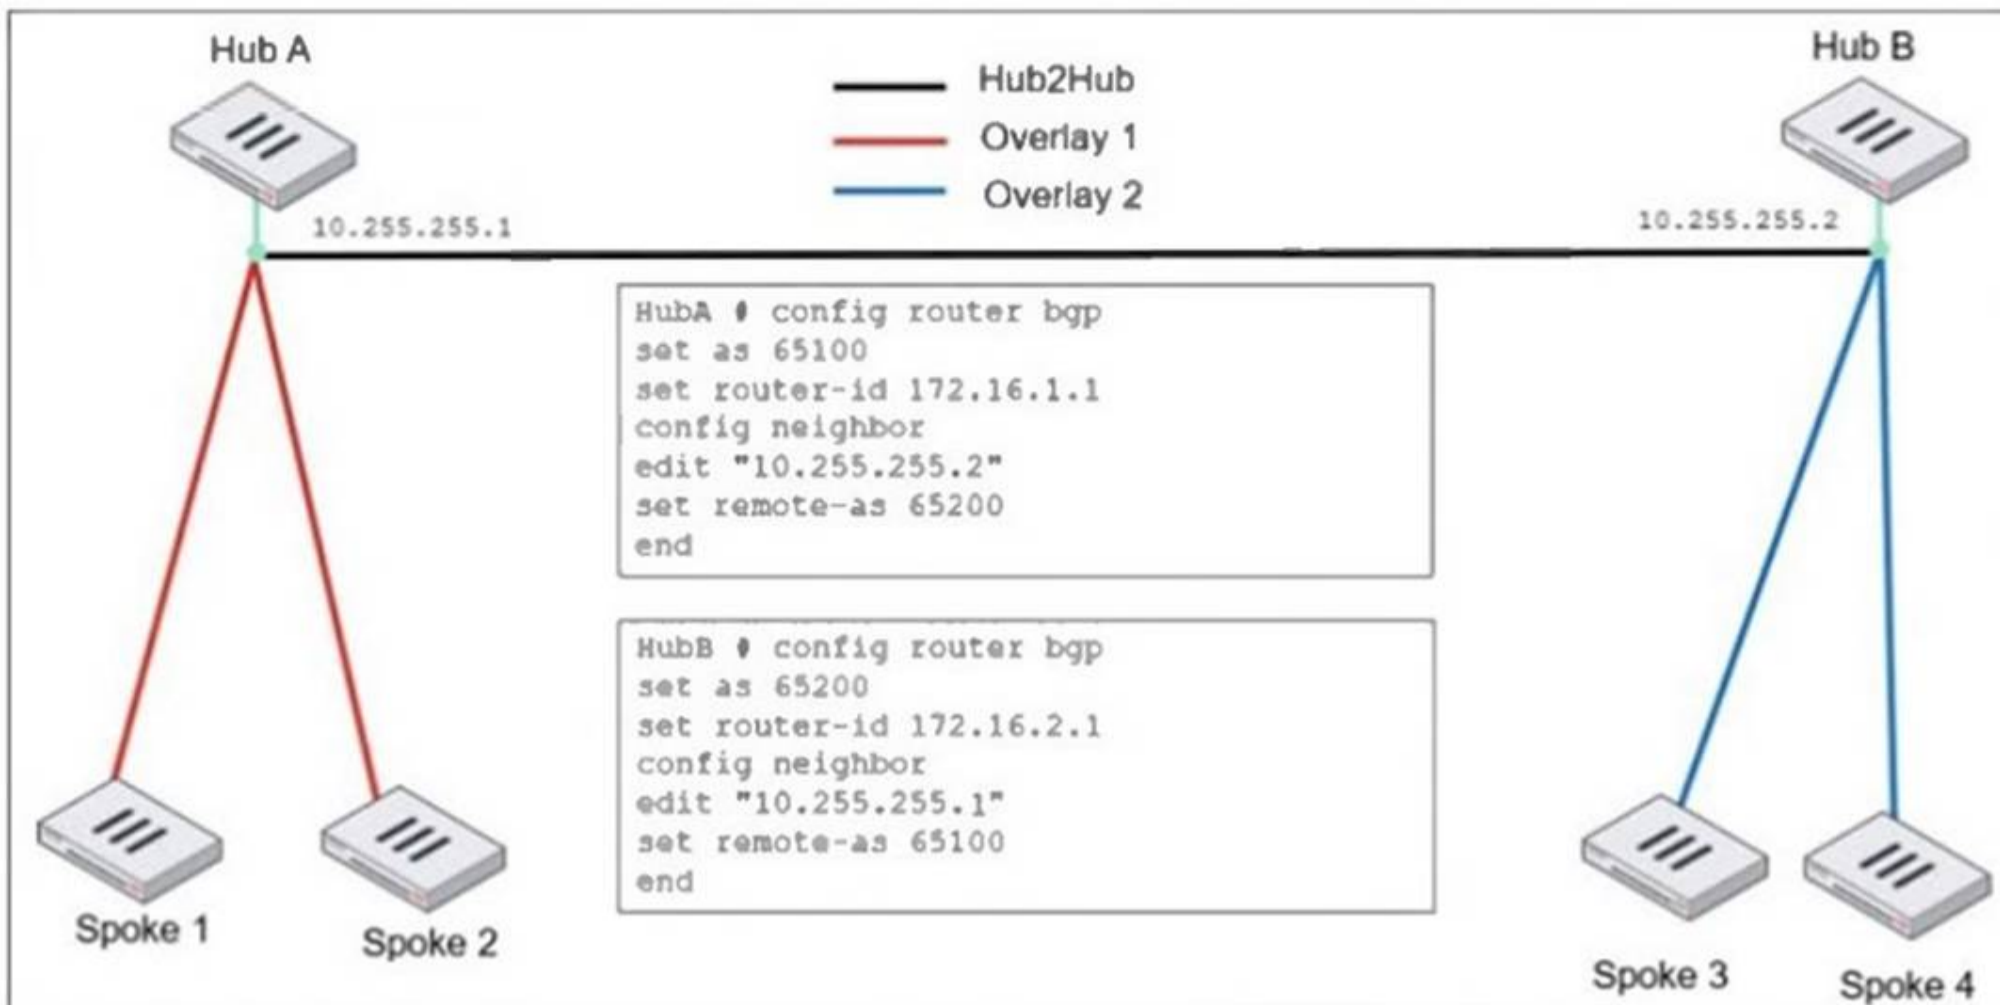 Hub A
Hub B
Hub2Hub
Overlay 1
Overlay 2
10.255.255.1
10.255.255.2
HubA # config router bgp
set as 65100
set router-id 172.16.1.1
config neighbor
edit "10.255.255.2"
set remote-as 65200
end
HubB # config router bgp
set as 65200
set router-id 172.16.2.1
config neighbor
edit "10.255.255.1"
set remote-as 65100
end
Spoke 1
Spoke 2
Spoke 3
Spoke 4